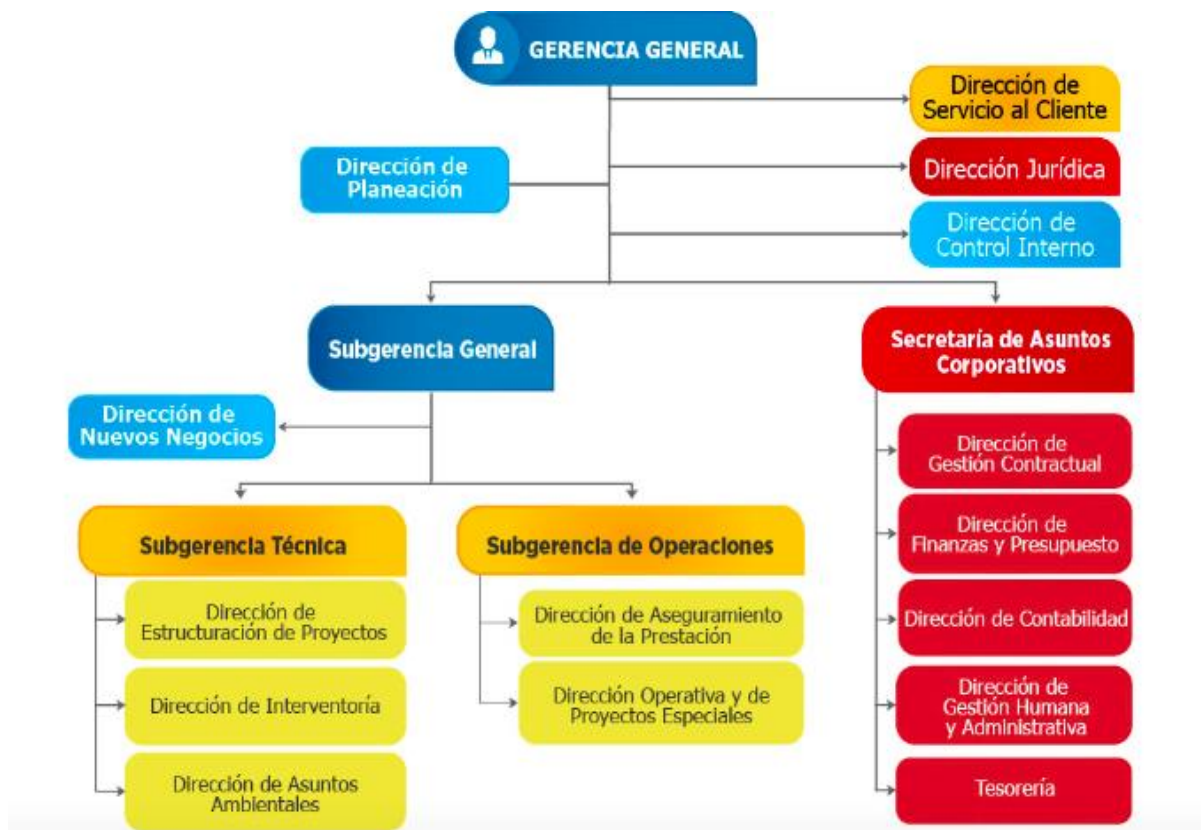 GERENCIA GENERAL
Dirección de
Servicio al Cliente
Dirección Jurídica
Dirección de
Planeación
Dirección de
Control Interno
Subgerencia General
Secretaría de Asuntos
Corporativos
Dirección de
Nuevos Negocios
Dirección de
Gestión Contractual
Dirección de
Finanzas y Presupuesto
Dirección de Contabilidad
Dirección de
Gestión Humana
y Administrativa
Tesorería
Subgerencia Técnica
Dirección de
Estructuración de Proyectos
Dirección de Interventoría
Dirección de Asuntos
Ambientales
Subgerencia de Operaciones
Dirección de Aseguramiento
de la Prestación
Dirección Operativa y de
Proyectos Especiales